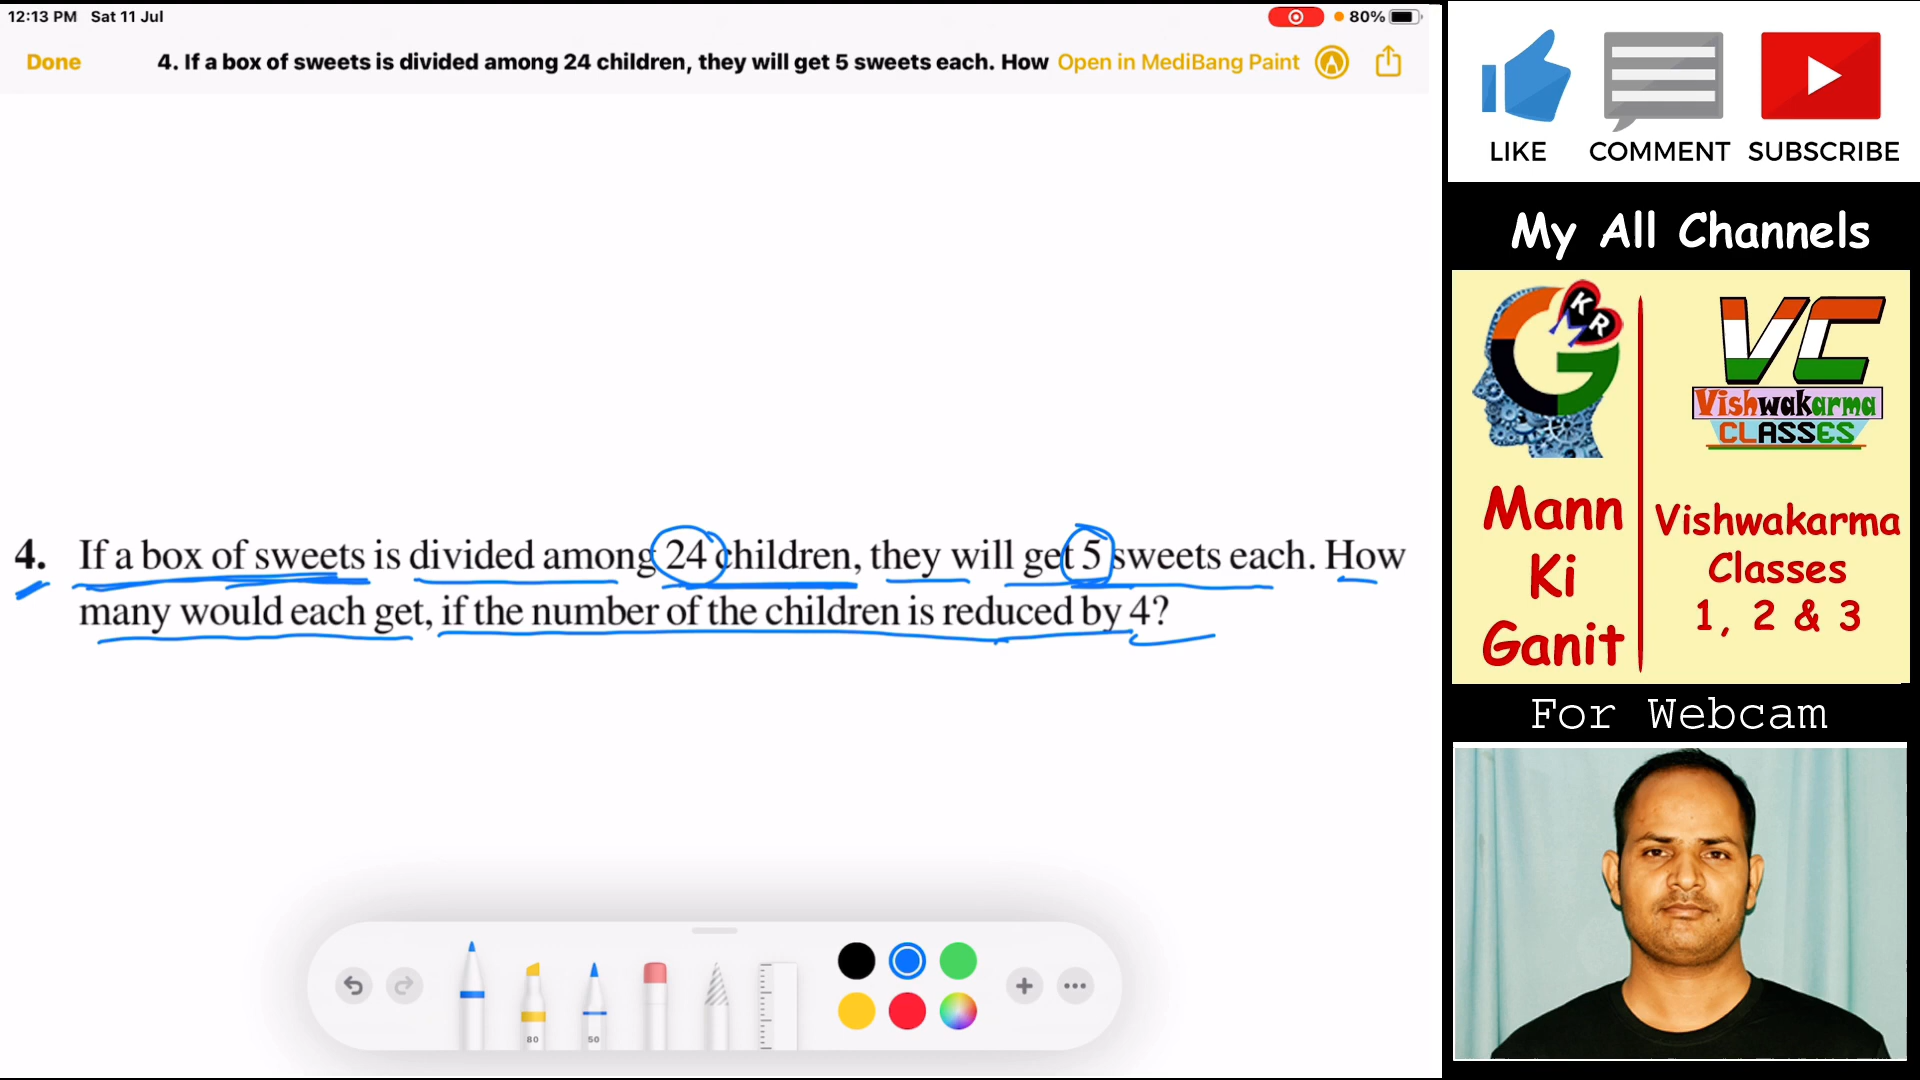 12:13 PM Sat 11 Jul
80%
Done
4. If a box of sweets is divided among 24 children, they will get 5 sweets each. How
Open in MediBang Paint
4. If a box of sweets is divided among 24 children, they will get 5 sweets each. How
many would each get, if the number of the children is reduced by 4?
80
50
LIKE COMMENT SUBSCRIBE
My All Channels
K R
G
VC
Vishwakarma
CLASSES
Mann
Ki
Ganit
Vishwakarma
Classes
1, 2 & 3
For Webcam